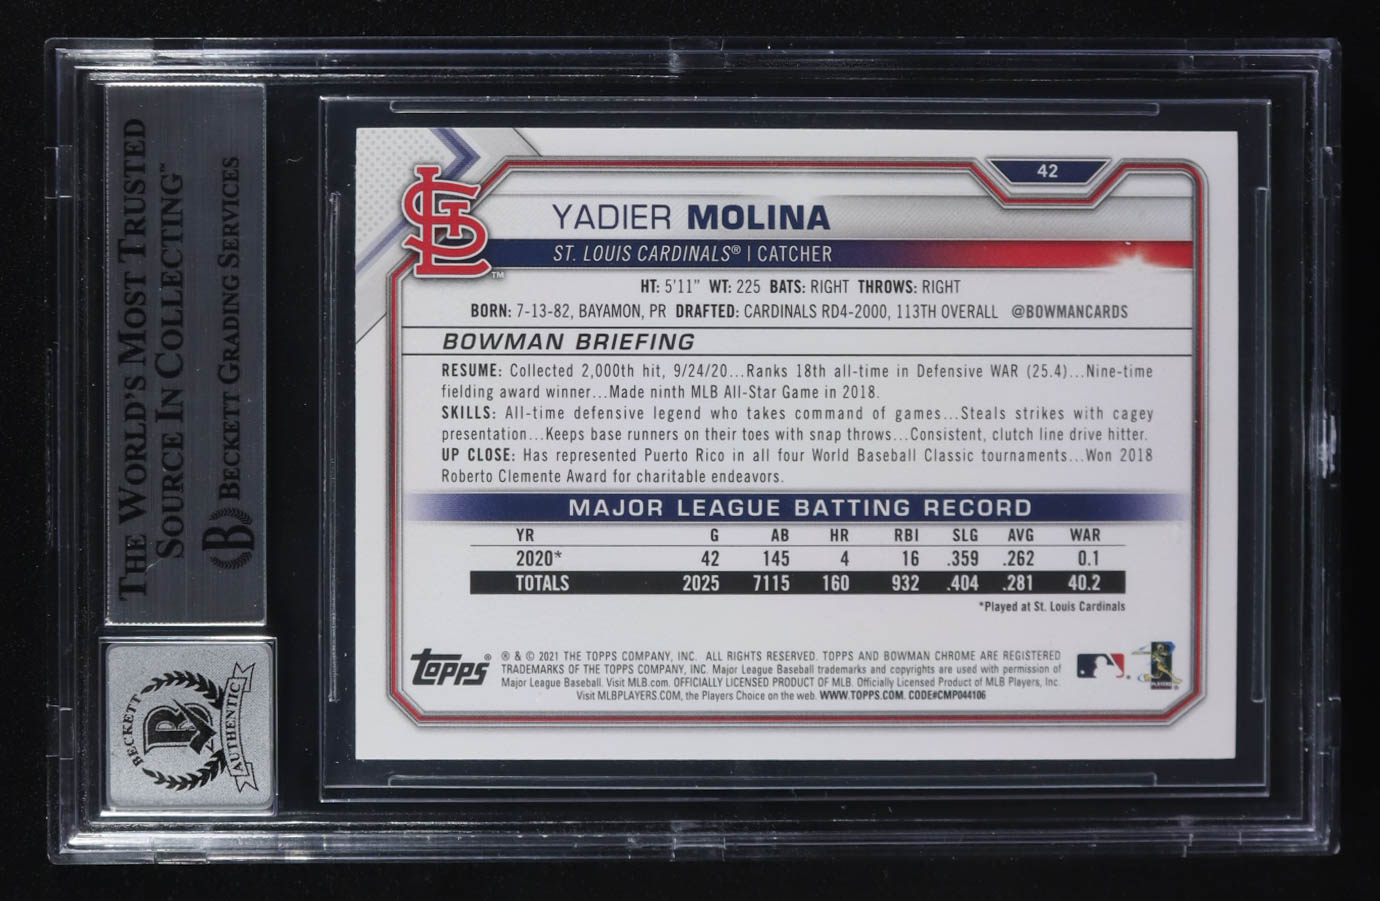 THE WORLD'S MOST TRUSTED
SOURCE IN COLLECTING™
BECKETT GRADING SERVICES
B
BECKETT
B
AUTHENTIC
STL
™
42
YADIER MOLINA
ST. LOUIS CARDINALS® | CATCHER
HT: 5'11" WT: 225 BATS: RIGHT THROWS: RIGHT
BORN: 7-13-82, BAYAMON, PR DRAFTED: CARDINALS RD4-2000, 113TH OVERALL @BOWMANCARDS
BOWMAN BRIEFING
RESUME: Collected 2,000th hit, 9/24/20...Ranks 18th all-time in Defensive WAR (25.4)...Nine-time
fielding award winner...Made ninth MLB All-Star Game in 2018.
SKILLS: All-time defensive legend who takes command of games...Steals strikes with cagey
presentation...Keeps base runners on their toes with snap throws...Consistent, clutch line drive hitter.
UP CLOSE: Has represented Puerto Rico in all four World Baseball Classic tournaments...Won 2018
Roberto Clemente Award for charitable endeavors.
MAJOR LEAGUE BATTING RECORD
YR G AB HR RBI SLG AVG WAR
2020* 42 145 4 16 .359 .262 0.1
TOTALS 2025 7115 160 932 .404 .281 40.2
*Played at St. Louis Cardinals
Topps®
® & © 2021 THE TOPPS COMPANY, INC. ALL RIGHTS RESERVED. TOPPS AND BOWMAN CHROME ARE REGISTERED
TRADEMARKS OF THE TOPPS COMPANY, INC. Major League Baseball trademarks and copyrights are used with permission of
Major League Baseball. Visit MLB.com. OFFICIALLY LICENSED PRODUCT OF MLB. Officially Licensed Product of MLB Players, Inc.
Visit MLBPLAYERS.COM, the Players Choice on the web. WWW.TOPPS.COM. CODE#CMP044106